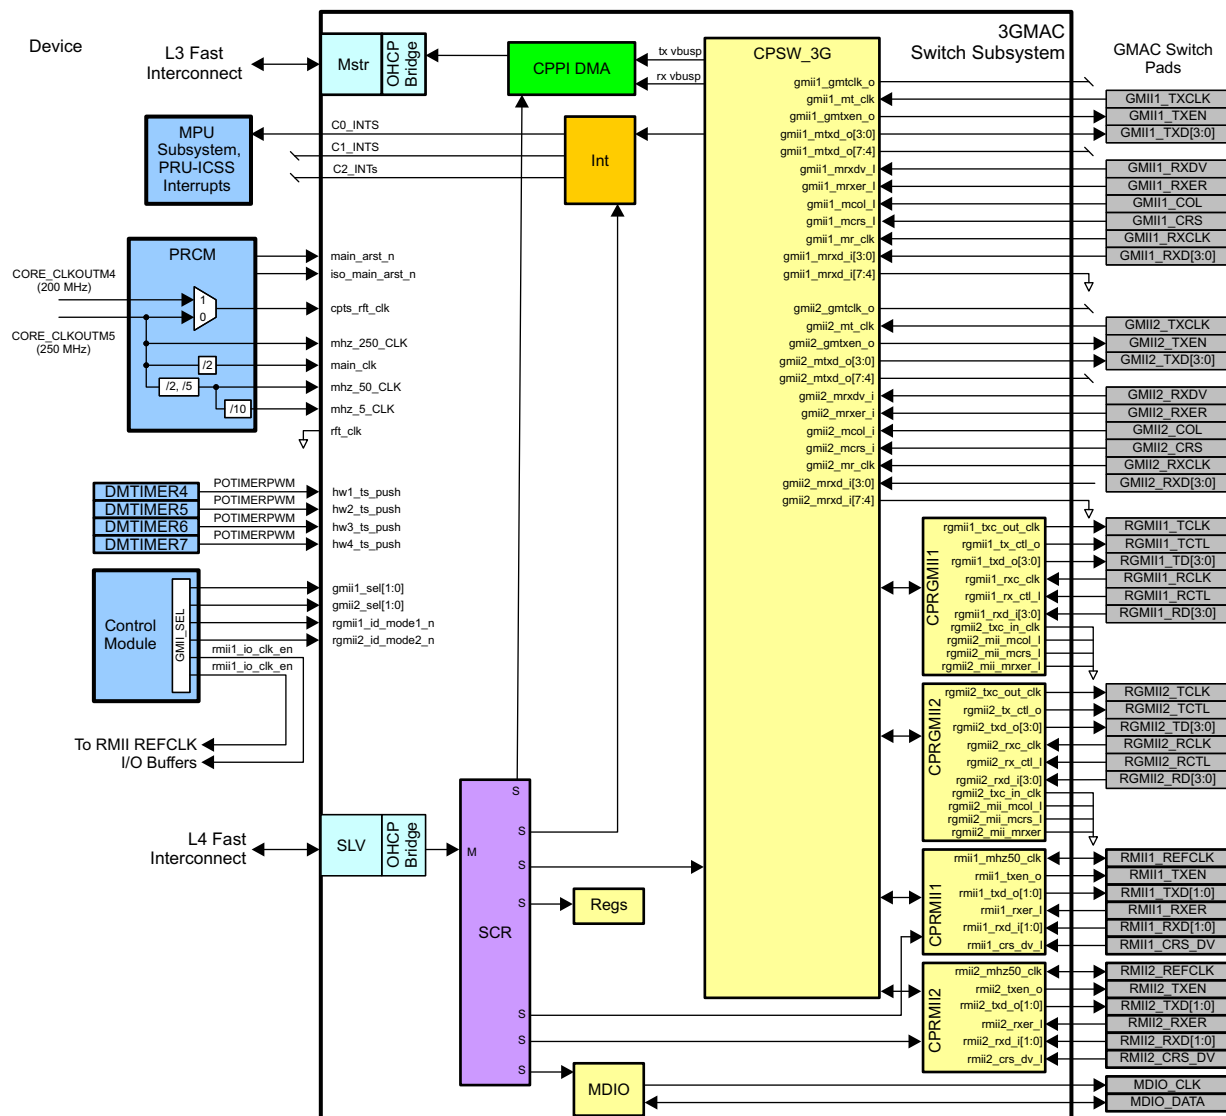 Device
3GMAC
Switch Subsystem
GMAC Switch
Pads
L3 Fast
Interconnect
Mstr
OHCP
Bridge
CPPI DMA
tx vbusp
rx vbusp
CPSW_3G
MPU
Subsystem,
PRU-ICSS
Interrupts
C0_INTS
C1_INTS
C2_INTs
Int
PRCM
CORE_CLKOUTM4
(200 MHz)
CORE_CLKOUTM5
(250 MHz)
1
0
/2
/2, /5
/10
main_arst_n
iso_main_arst_n
cpts_rft_clk
mhz_250_CLK
main_clk
mhz_50_CLK
mhz_5_CLK
rft_clk
DMTIMER4
DMTIMER5
DMTIMER6
DMTIMER7
POTIMERPWM
POTIMERPWM
POTIMERPWM
POTIMERPWM
hw1_ts_push
hw2_ts_push
hw3_ts_push
hw4_ts_push
Control
Module
GMII_SEL
gmii1_sel[1:0]
gmii2_sel[1:0]
rgmii1_id_mode1_n
rgmii2_id_mode2_n
rmii1_io_clk_en
rmii1_io_clk_en
To RMII REFCLK
I/O Buffers
L4 Fast
Interconnect
SLV
OHCP
Bridge
M
SCR
S
S
S
S
S
S
S
Regs
MDIO
gmii1_gmtclk_o
gmii1_mt_clk
gmii1_gmtxen_o
gmii1_mtxd_o[3:0]
gmii1_mtxd_o[7:4]
gmii1_mrxdv_I
gmii1_mrxer_I
gmii1_mcol_I
gmii1_mcrs_I
gmii1_mr_clk
gmii1_mrxd_i[3:0]
gmii1_mrxd_i[7:4]
gmii2_gmtclk_o
gmii2_mt_clk
gmii2_gmtxen_o
gmii2_mtxd_o[3:0]
gmii2_mtxd_o[7:4]
gmii2_mrxdv_i
gmii2_mrxer_i
gmii2_mcol_i
gmii2_mcrs_i
gmii2_mr_clk
gmii2_mrxd_i[3:0]
gmii2_mrxd_i[7:4]
CPRGMII1
rgmii1_txc_out_clk
rgmii1_tx_ctl_o
rgmii1_txd_o[3:0]
rgmii1_rxc_clk
rgmii1_rx_ctl_I
rgmii1_rxd_i[3:0]
rgmii2_txc_in_clk
rgmii2_mii_mcol_I
rgmii2_mii_mcrs_I
rgmii2_mii_mrxer_I
CPRGMII2
rgmii2_txc_out_clk
rgmii2_tx_ctl_o
rgmii2_txd_o[3:0]
rgmii2_rxc_clk
rgmii2_rx_ctl_I
rgmii2_rxd_i[3:0]
rgmii2_txc_in_clk
rgmii2_mii_mcol_I
rgmii2_mii_mcrs_I
rgmii2_mii_mrxer
CPRMII1
rmii1_mhz50_clk
rmii1_txen_o
rmii1_txd_o[1:0]
rmii1_rxer_I
rmii1_rxd_i[1:0]
rmii1_crs_dv_I
CPRMII2
rmii2_mhz50_clk
rmii2_txen_o
rmii2_txd_o[1:0]
rmii2_rxer_I
rmii2_rxd_i[1:0]
rmii2_crs_dv_I
GMII1_TXCLK
GMII1_TXEN
GMII1_TXD[3:0]
GMII1_RXDV
GMII1_RXER
GMII1_COL
GMII1_CRS
GMII1_RXCLK
GMII1_RXD[3:0]
GMII2_TXCLK
GMII2_TXEN
GMII2_TXD[3:0]
GMII2_RXDV
GMII2_RXER
GMII2_COL
GMII2_CRS
GMII2_RXCLK
GMII2_RXD[3:0]
RGMII1_TCLK
RGMII1_TCTL
RGMII1_TD[3:0]
RGMII1_RCLK
RGMII1_RCTL
RGMII1_RD[3:0]
RGMII2_TCLK
RGMII2_TCTL
RGMII2_TD[3:0]
RGMII2_RCLK
RGMII2_RCTL
RGMII2_RD[3:0]
RMII1_REFCLK
RMII1_TXEN
RMII1_TXD[1:0]
RMII1_RXER
RMII1_RXD[1:0]
RMII1_CRS_DV
RMII2_REFCLK
RMII2_TXEN
RMII2_TXD[1:0]
RMII2_RXER
RMII2_RXD[1:0]
RMII2_CRS_DV
MDIO_CLK
MDIO_DATA